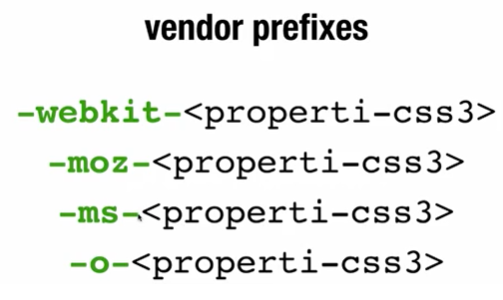 vendor prefixes
-webkit-<properti-css3>
-moz-<properti-css3>
-ms-<properti-css3>
-o-<properti-css3>